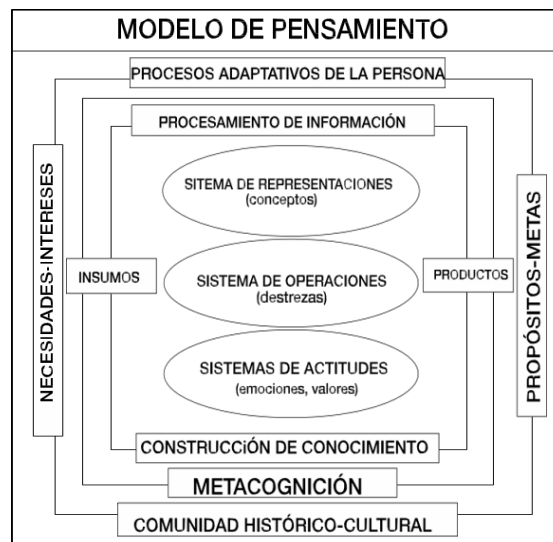 MODELO DE PENSAMIENTO
PROCESOS ADAPTATIVOS DE LA PERSONA
PROCESAMIENTO DE INFORMACIÓN
SITEMA DE REPRESENTACIONES
(conceptos)
NECESIDADES-INTERESES
INSUMOS
SISTEMA DE OPERACIONES
(destrezas)
PRODUCTOS
PROPÓSITOS-METAS
SISTEMAS DE ACTITUDES
(emociones, valores)
CONSTRUCCIÓN DE CONOCIMIENTO
METACOGNICIÓN
COMUNIDAD HISTÓRICO-CULTURAL